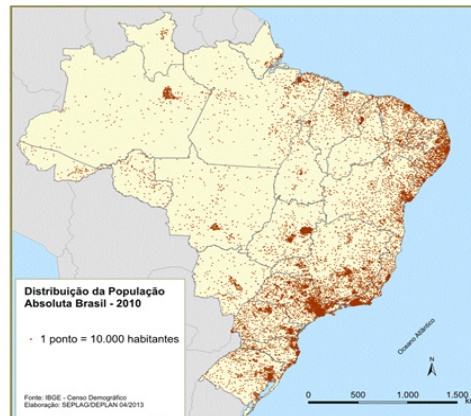 Distribuição da População
Absoluta Brasil - 2010
1 ponto = 10.000 habitantes
Fonte: IBGE - Censo Demográfico
Elaboração: SEPLAG/DEPLAN 04/2013
Oceano Atlântico
N
0 500 1.000 1.500